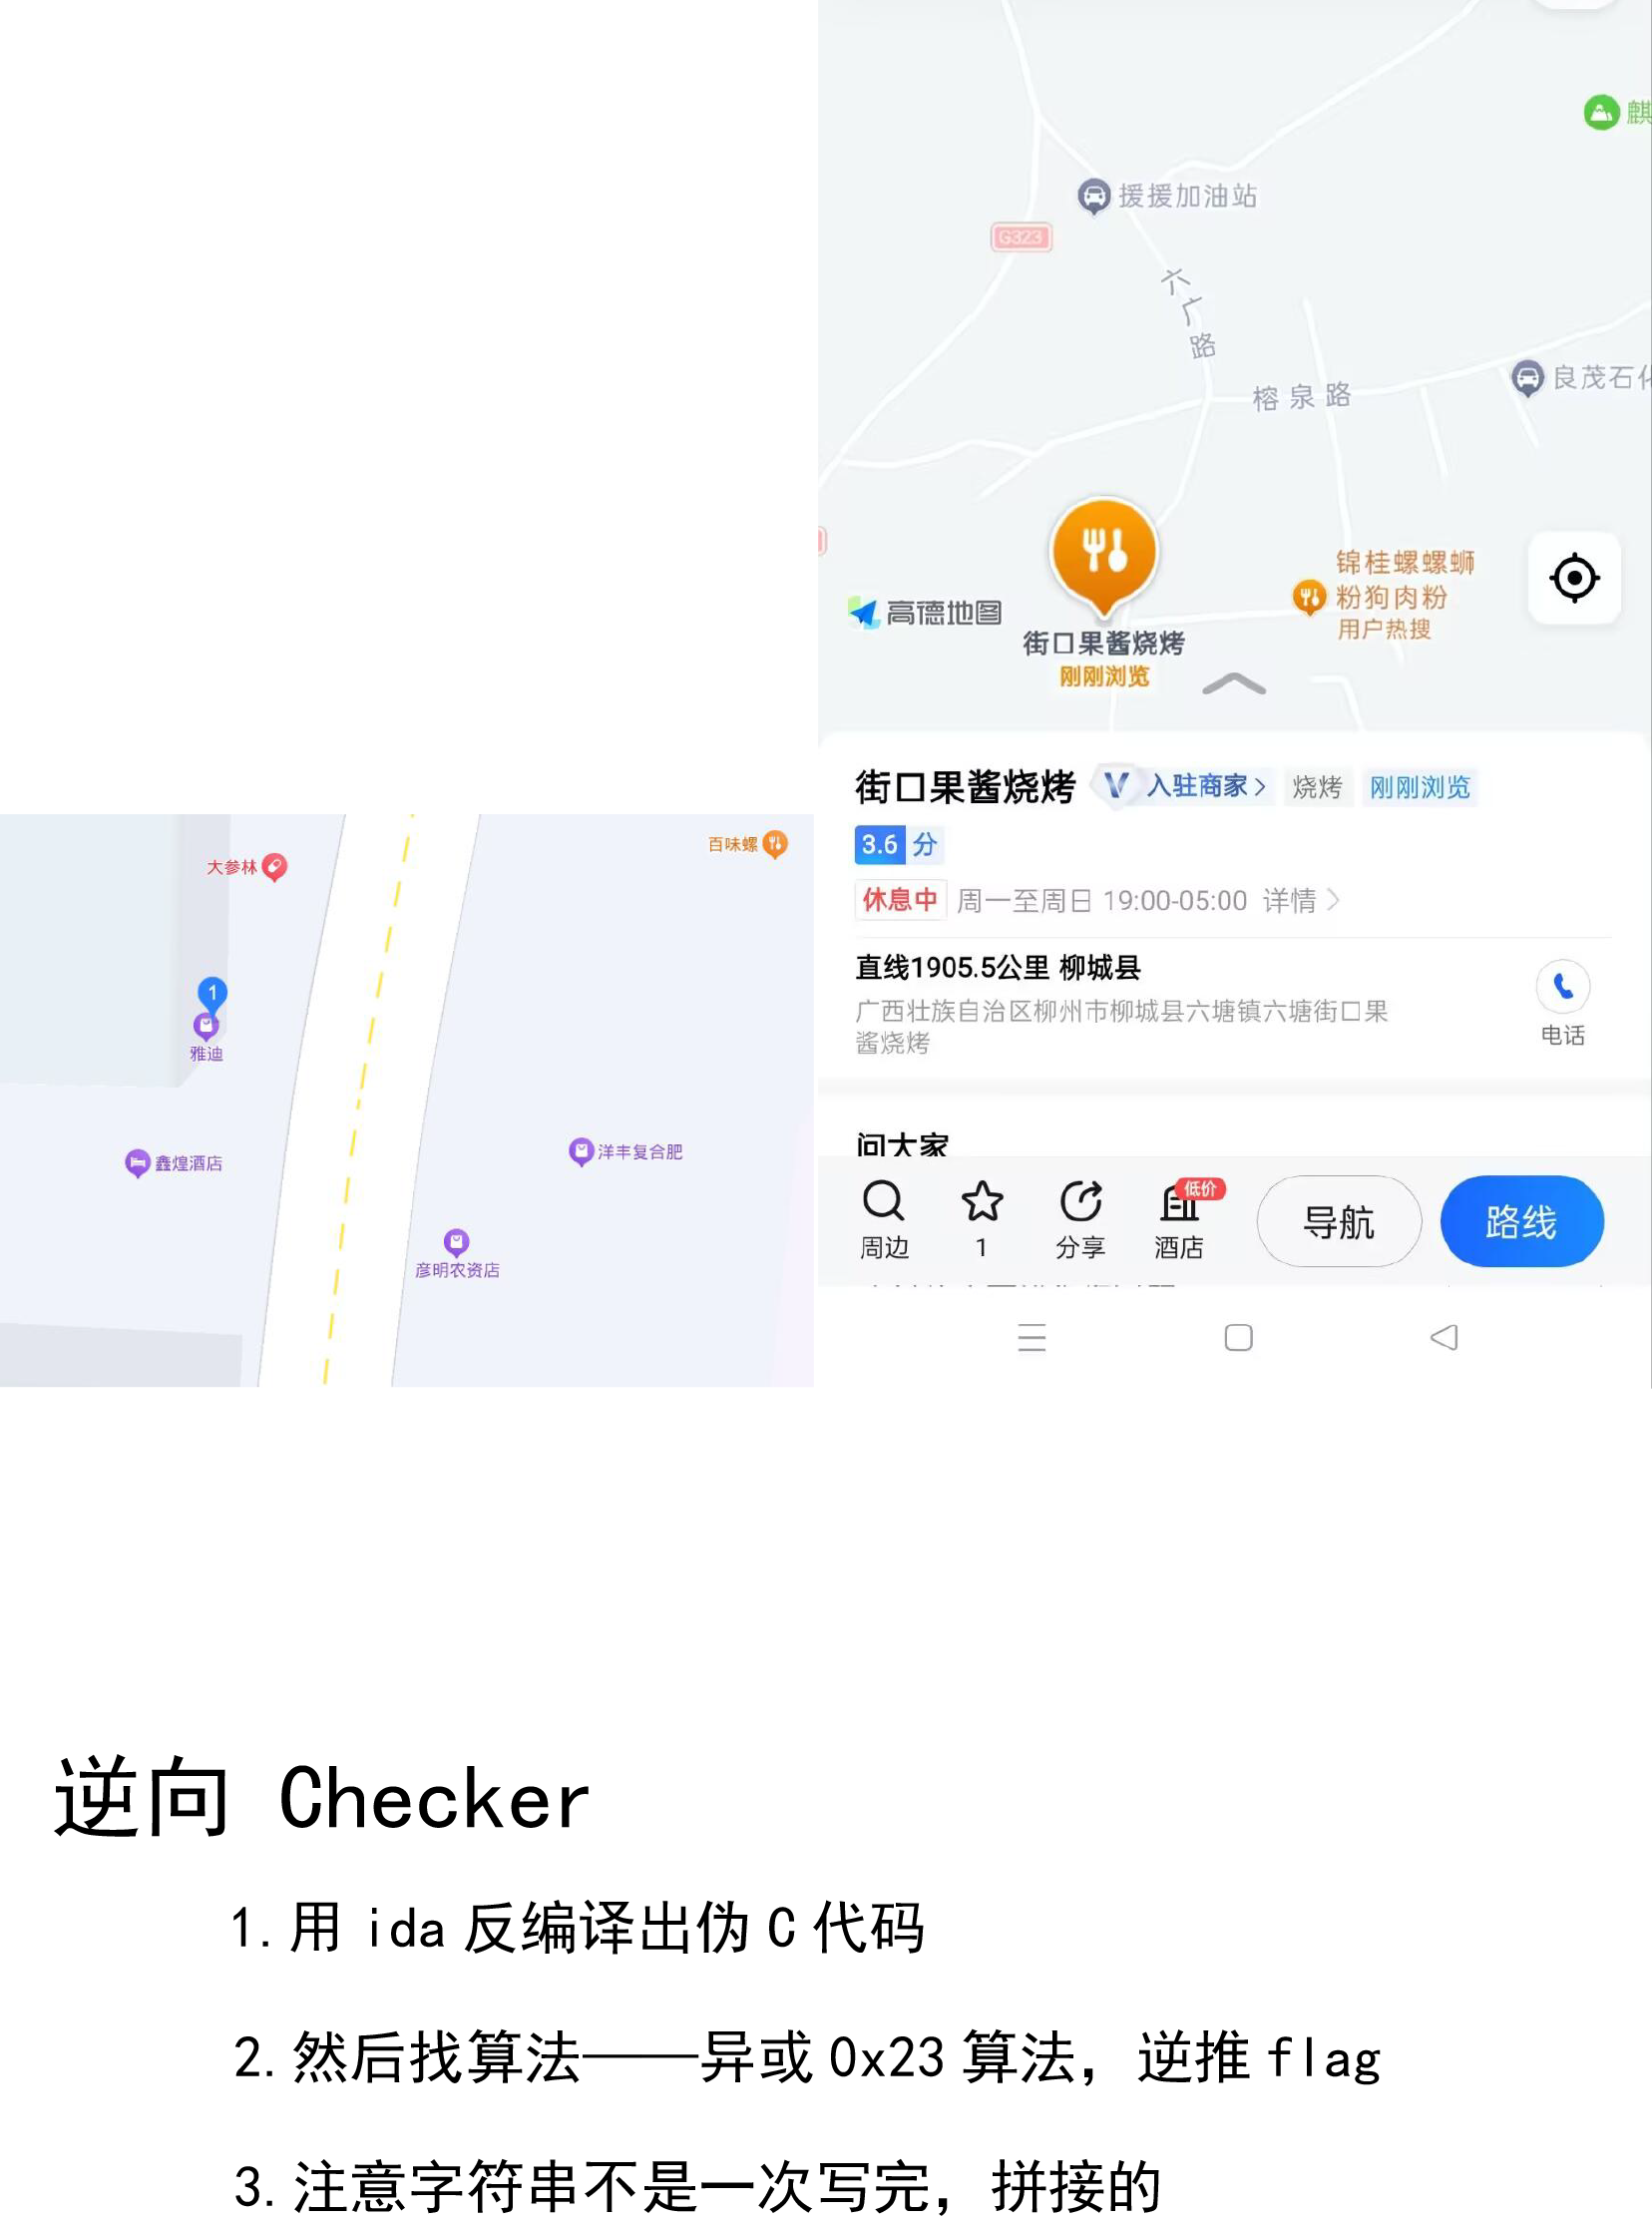 麒
援援加油站
G323
六广路
榕泉路
良茂石化
锦桂螺螺蛳
粉狗肉粉
用户热搜
高德地图
街口果酱烧烤
刚刚浏览
大参林
百味螺
1
雅迪
鑫煌酒店
洋丰复合肥
彦明农资店
街口果酱烧烤 V 入驻商家> 烧烤 刚刚浏览
3.6 分
休息中 周一至周日 19:00-05:00 详情 >
直线1905.5公里 柳城县
广西壮族自治区柳州市柳城县六塘镇六塘街口果
酱烧烤
电话
问大家
低价
周边 1 分享 酒店 导航 路线
逆向 Checker
1.用 ida 反编译出伪 C 代码
2.然后找算法——异或 0x23 算法，逆推 flag
3.注意字符串不是一次写完，拼接的